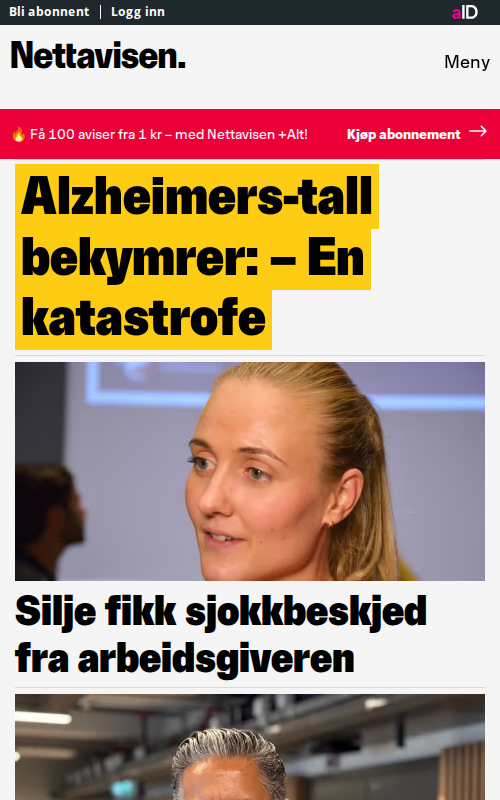 Bli abonnent
Logg inn
aID
Nettavisen.
Meny
🔥 Få 100 aviser fra 1 kr – med Nettavisen +Alt!
Kjøp abonnement →
Alzheimers-tall
bekymrer: – En
katastrofe
Silje fikk sjokkbeskjed
fra arbeidsgiveren